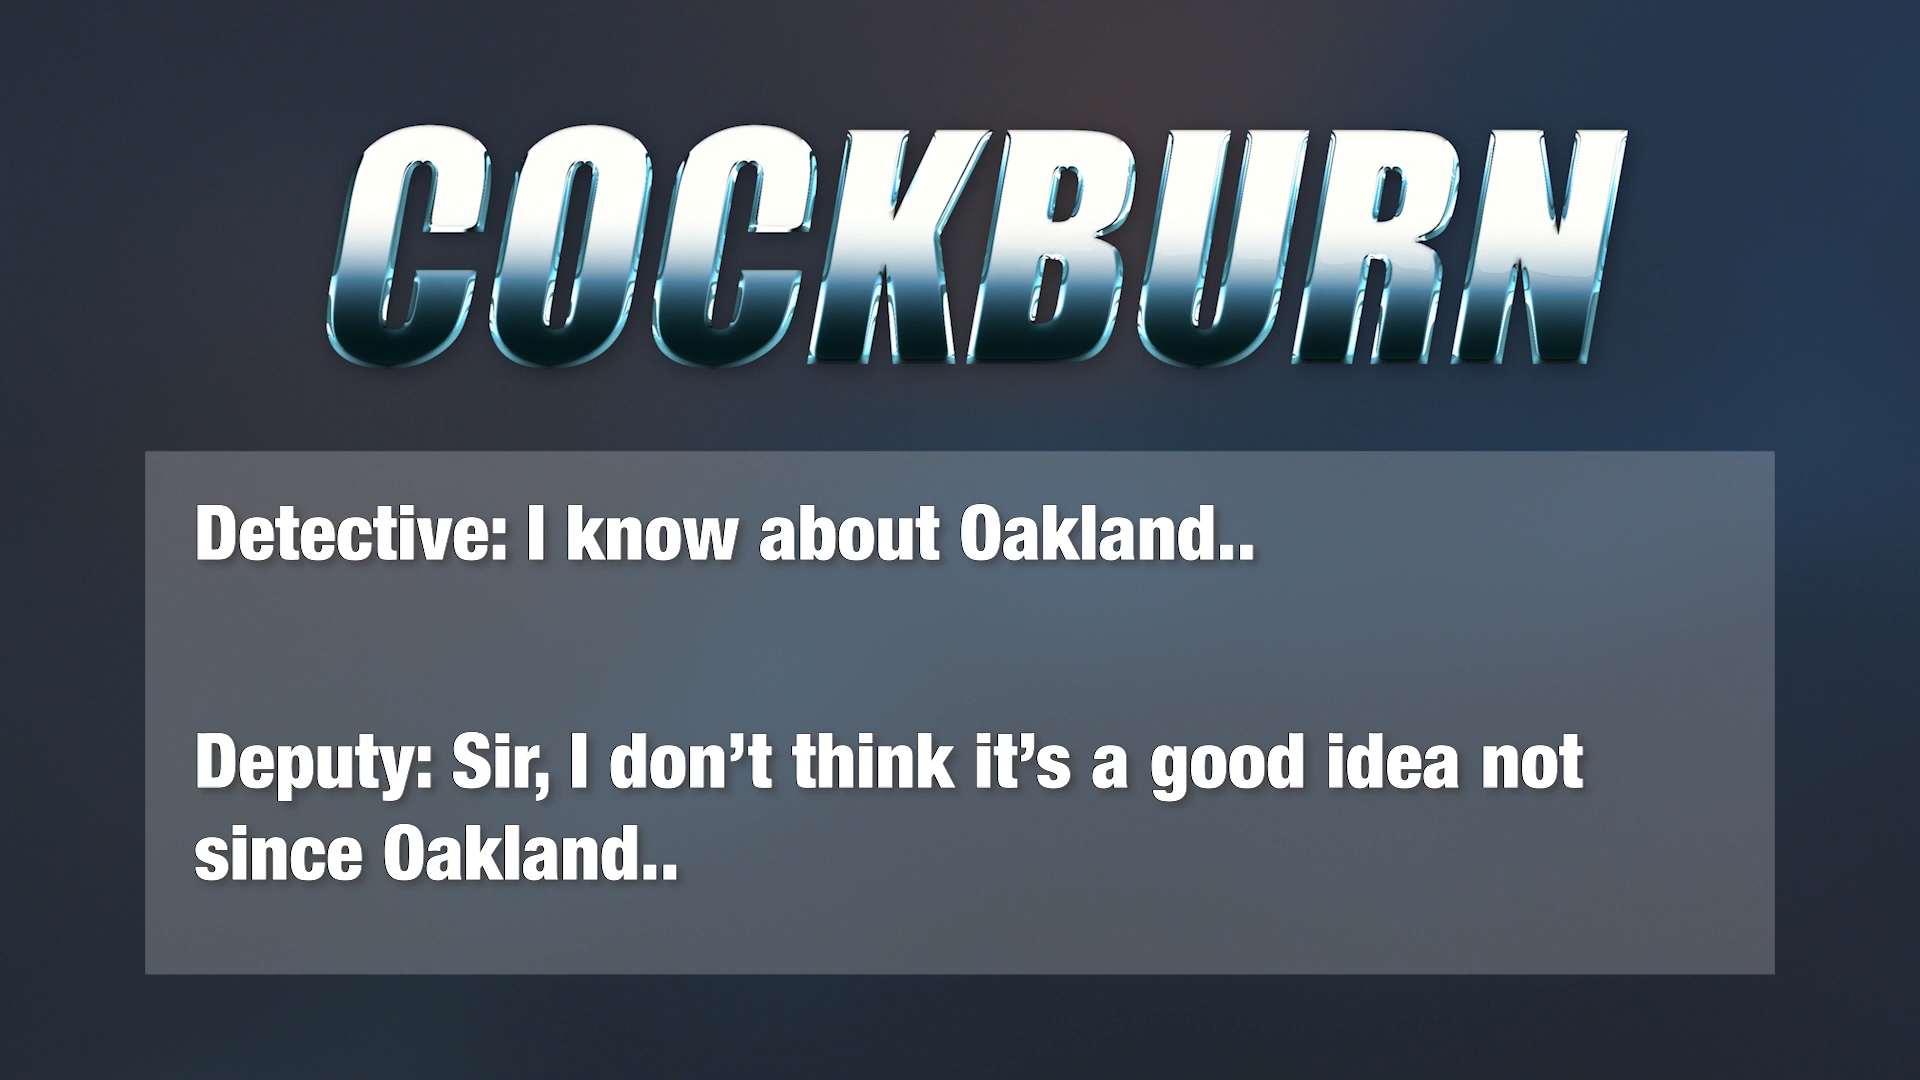 COCKBURN
Detective: I know about Oakland..
Deputy: Sir, I don’t think it’s a good idea not
since Oakland..